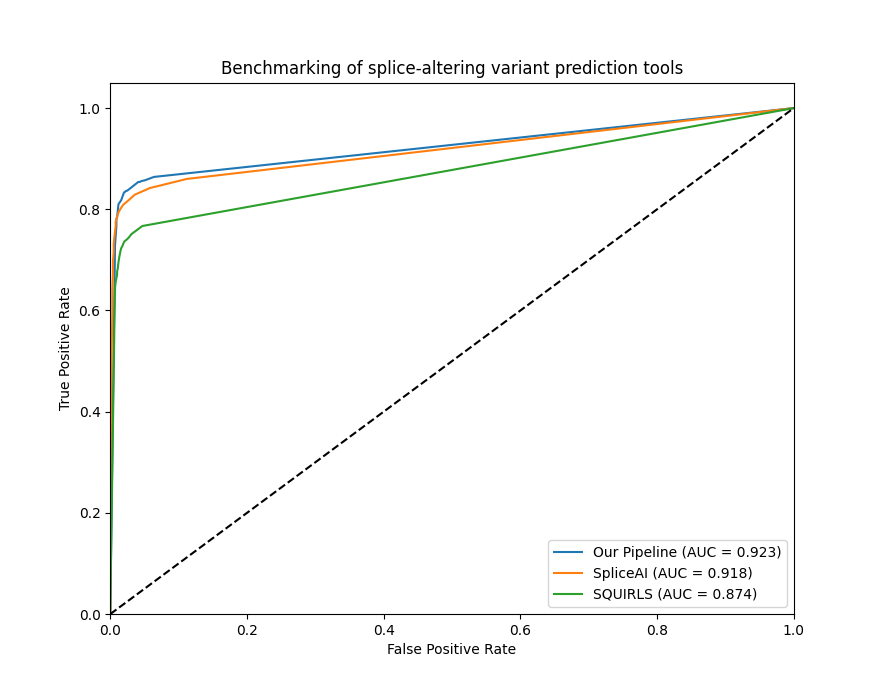 Benchmarking of splice-altering variant prediction tools
True Positive Rate
1.0
0.8
0.6
0.4
0.2
0.0
0.0 0.2 0.4 0.6 0.8 1.0
False Positive Rate
Our Pipeline (AUC = 0.923)
SpliceAI (AUC = 0.918)
SQUIRLS (AUC = 0.874)